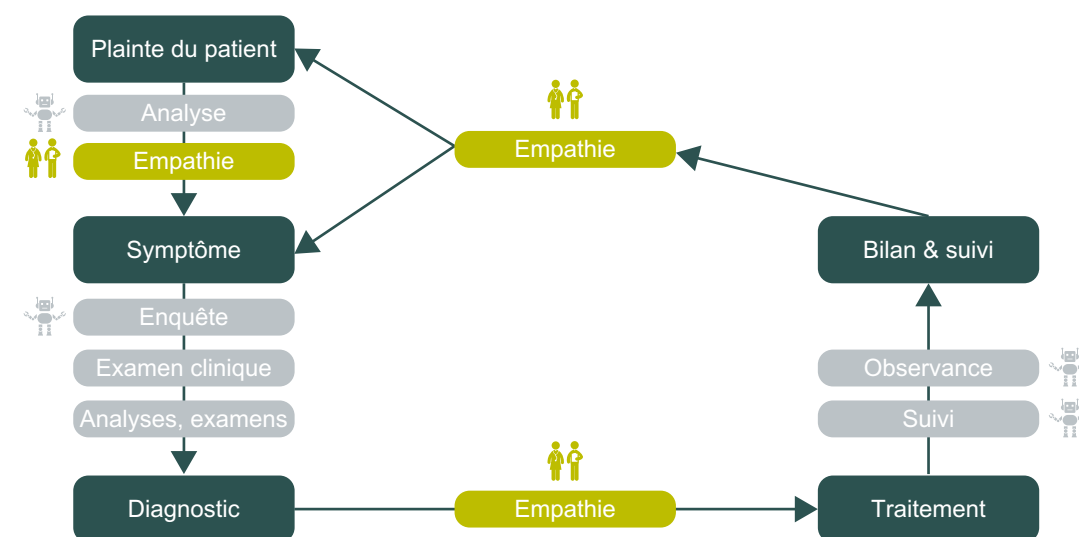 Plainte du patient
Analyse
Empathie
Symptôme
Enquête
Examen clinique
Analyses, examens
Diagnostic
Empathie
Empathie
Bilan & suivi
Observance
Suivi
Traitement